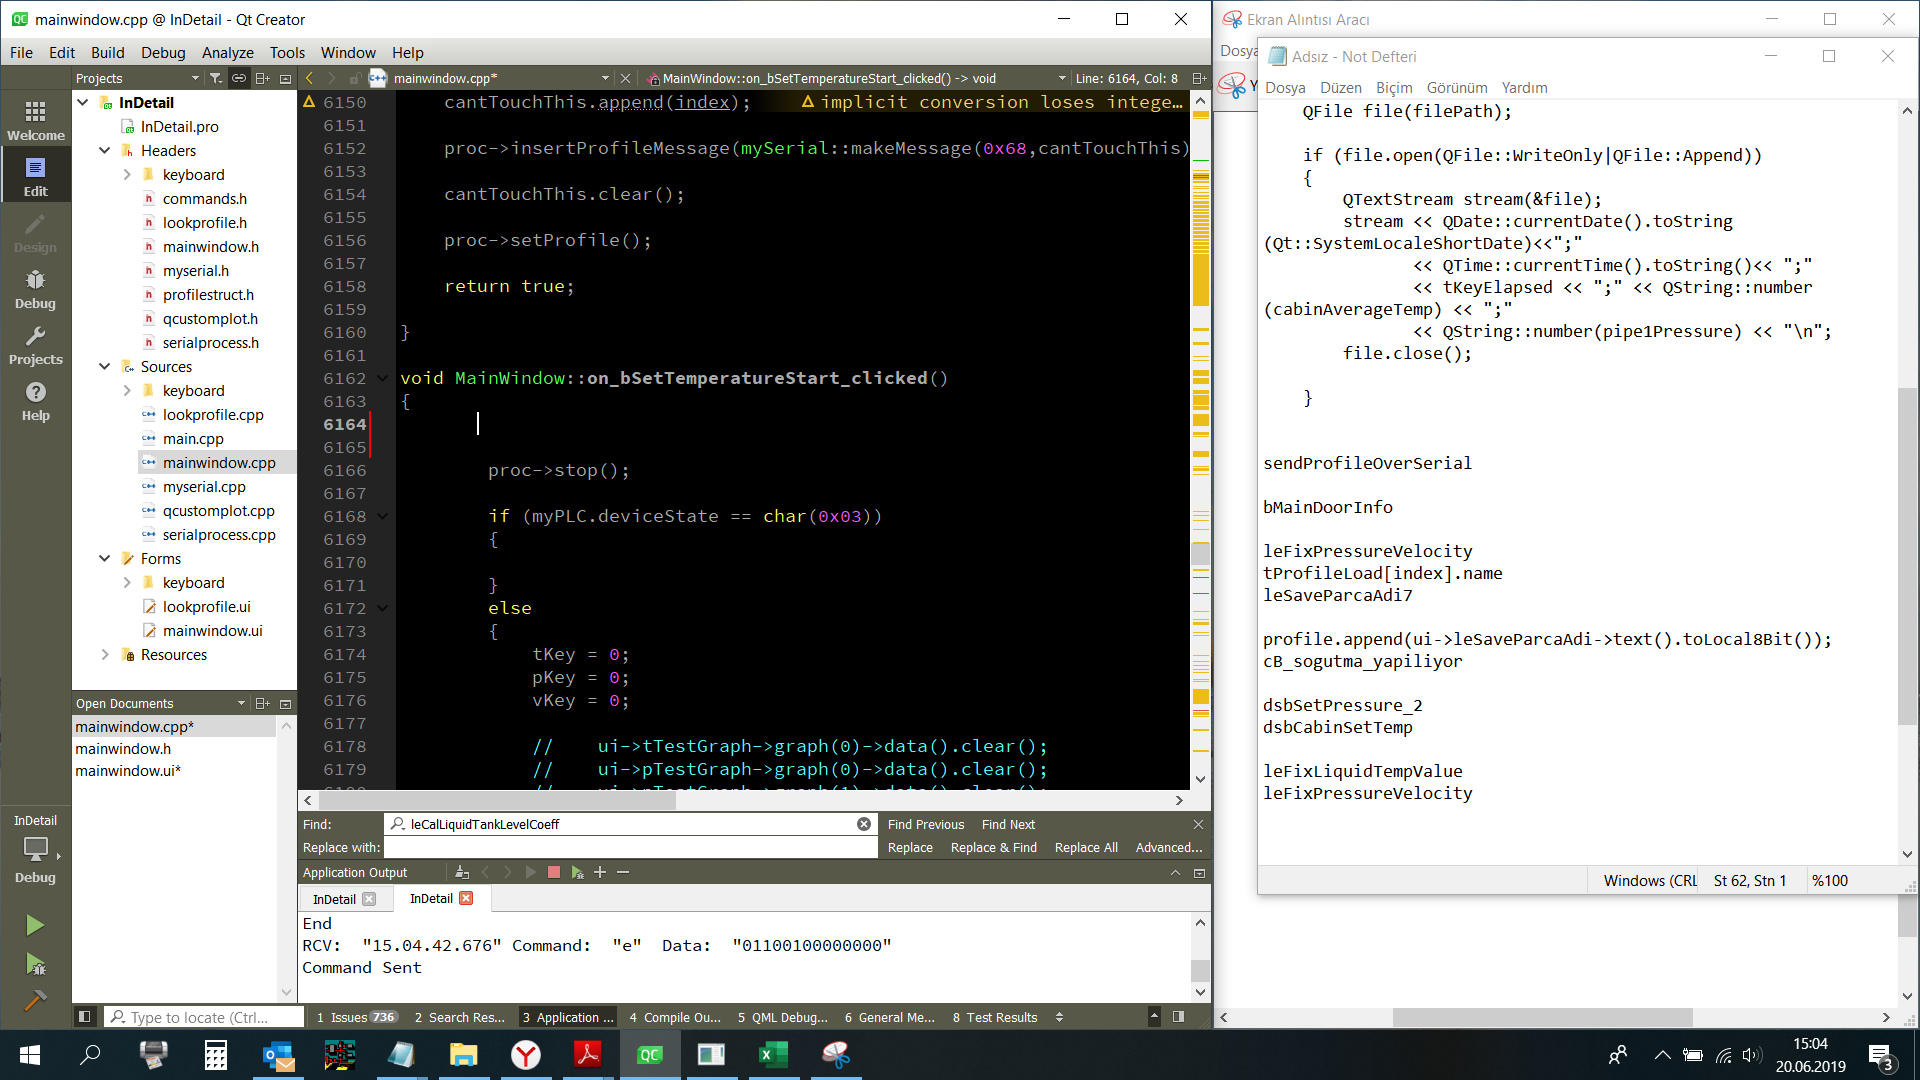 mainwindow.cpp @ InDetail - Qt Creator
File Edit Build Debug Analyze Tools Window Help
Projects
mainwindow.cpp*
MainWindow::on_bSetTemperatureStart_clicked() -> void
Line: 6164, Col: 8
Welcome
Edit
Design
Debug
Projects
Help
InDetail
Debug
InDetail
InDetail.pro
Headers
keyboard
commands.h
lookprofile.h
mainwindow.h
myserial.h
profilestruct.h
qcustomplot.h
serialprocess.h
Sources
keyboard
lookprofile.cpp
main.cpp
mainwindow.cpp
myserial.cpp
qcustomplot.cpp
serialprocess.cpp
Forms
keyboard
lookprofile.ui
mainwindow.ui
Resources
Open Documents
mainwindow.cpp*
mainwindow.h
mainwindow.ui*
6150 cantTouchThis.append(index); implicit conversion loses intege…
6151
6152 proc->insertProfileMessage(mySerial::makeMessage(0x68,cantTouchThis)
6153
6154 cantTouchThis.clear();
6155
6156 proc->setProfile();
6157
6158 return true;
6159
6160 }
6161
6162 void MainWindow::on_bSetTemperatureStart_clicked()
6163 {
6164
6165
6166 proc->stop();
6167
6168 if (myPLC.deviceState == char(0x03))
6169 {
6170
6171 }
6172 else
6173 {
6174 tKey = 0;
6175 pKey = 0;
6176 vKey = 0;
6177
6178 // ui->tTestGraph->graph(0)->data().clear();
6179 // ui->pTestGraph->graph(0)->data().clear();
Find: leCalLiquidTankLevelCoeff Find Previous Find Next
Replace with: Replace Replace & Find Replace All Advanced...
Application Output
InDetail InDetail
End
RCV: "15.04.42.676" Command: "e" Data: "01100100000000"
Command Sent
Type to locate (Ctrl... 1 Issues 736 2 Search Res... 3 Application ... 4 Compile Ou... 5 QML Debug... 6 General Me... 8 Test Results
Ekran Alıntısı Aracı
Dosya
Y
Adsız - Not Defteri
Dosya Düzen Biçim Görünüm Yardım
QFile file(filePath);
if (file.open(QFile::WriteOnly|QFile::Append))
{
QTextStream stream(&file);
stream << QDate::currentDate().toString
(Qt::SystemLocaleShortDate)<<";"
<< QTime::currentTime().toString()<< ";"
<< tKeyElapsed << ";" << QString::number
(cabinAverageTemp) << ";"
<< QString::number(pipe1Pressure) << "\n";
file.close();
}
sendProfileOverSerial
bMainDoorInfo
leFixPressureVelocity
tProfileLoad[index].name
leSaveParcaAdi7
profile.append(ui->leSaveParcaAdi->text().toLocal8Bit());
cB_sogutma_yapiliyor
dsbSetPressure_2
dsbCabinSetTemp
leFixLiquidTempValue
leFixPressureVelocity
Windows (CRL St 62, Stn 1 %100
15:04
20.06.2019
3